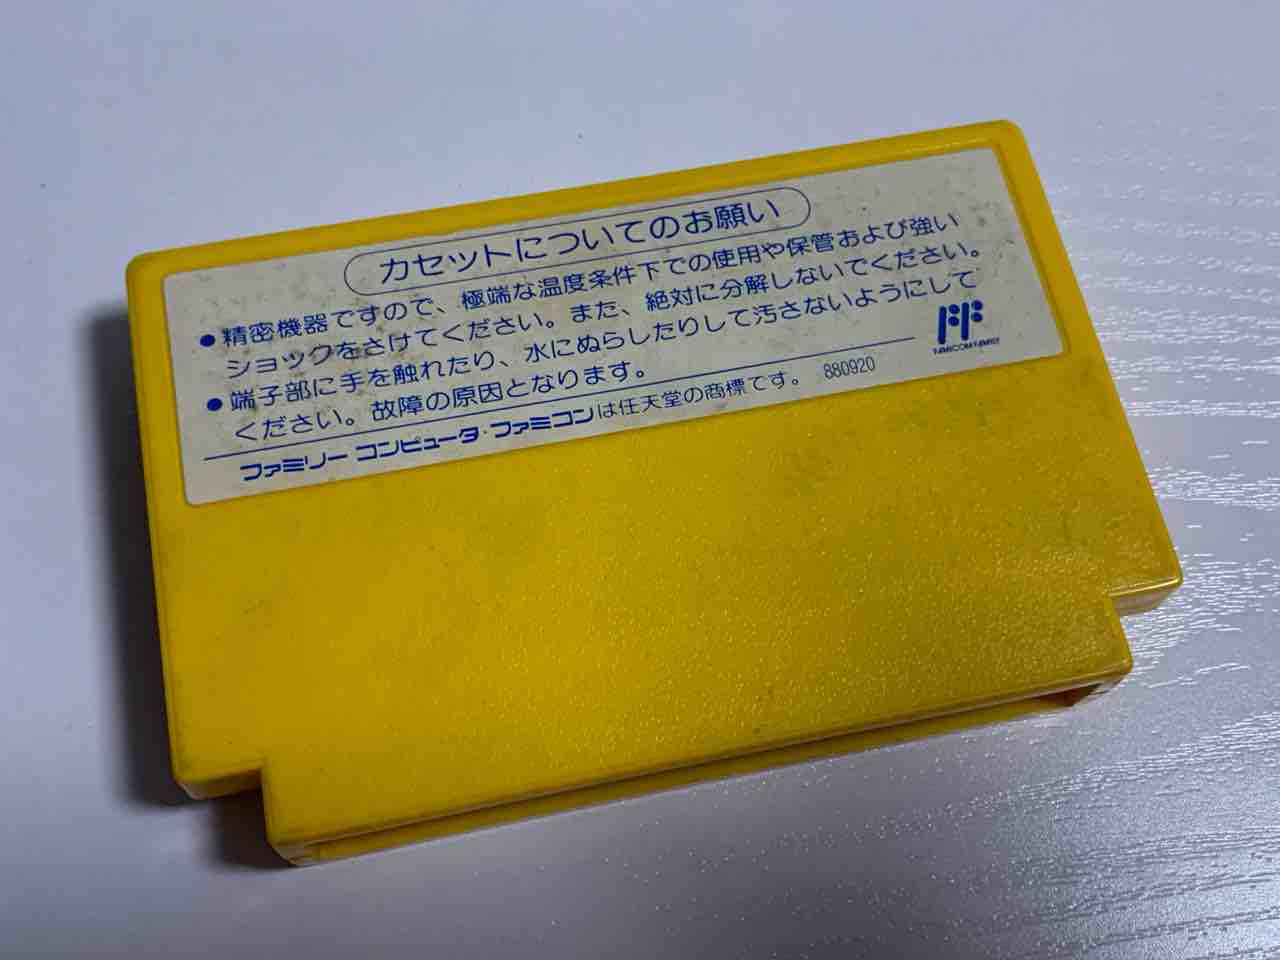 カセットについてのお願い
●精密機器ですので、極端な温度条件下での使用や保管および強い
ショックをさけてください。また、絶対に分解しないでください。
●端子部に手を触れたり、水にぬらしたりして汚さないようにして
ください。故障の原因となります。
FAMICOM FAMILY
ファミリー コンピュータ・ファミコンは任天堂の商標です。 880920